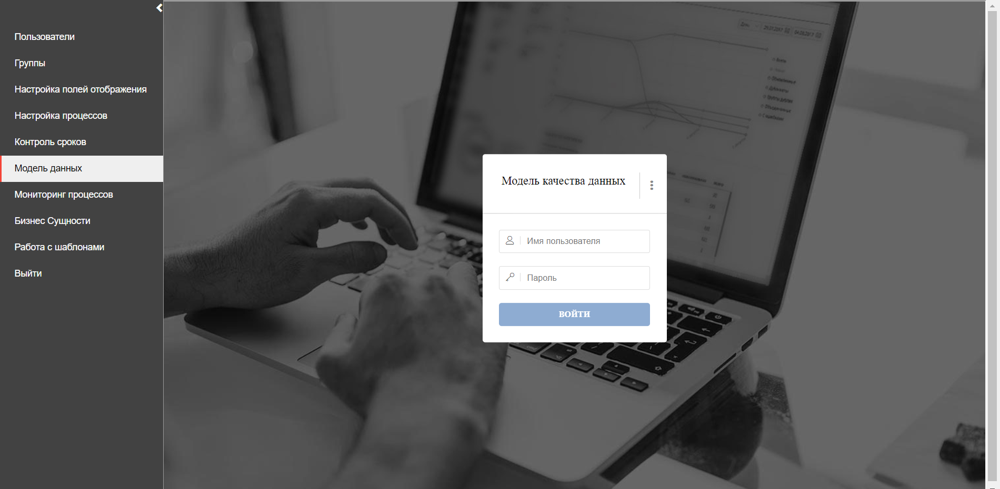 Пользователи
Группы
Настройка полей отображения
Настройка процессов
Контроль сроков
Модель данных
Мониторинг процессов
Бизнес Сущности
Работа с шаблонами
Выйти
Модель качества данных
Имя пользователя
Пароль
ВОЙТИ